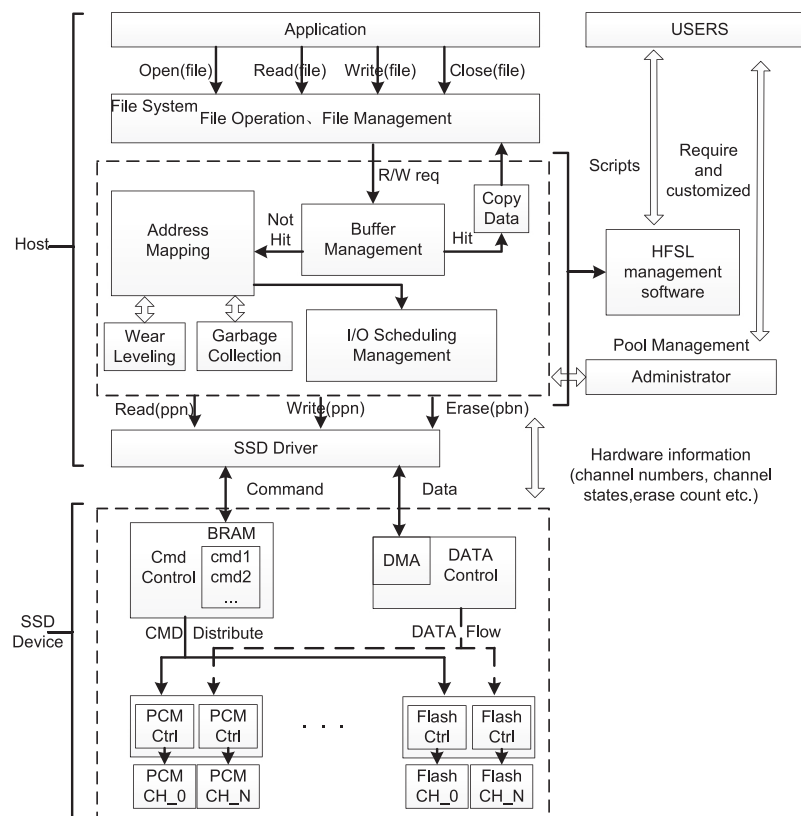 Application
USERS
Open(file)
Read(file)
Write(file)
Close(file)
File System
File Operation、File Management
R/W req
Copy
Data
Scripts
Require
and
customized
Host
Address
Mapping
Not
Hit
Buffer
Management
Hit
HFSL
management
software
Wear
Leveling
Garbage
Collection
I/O Scheduling
Management
Pool Management
Administrator
Read(ppn)
Write(ppn)
Erase(pbn)
SSD Driver
Hardware information
(channel numbers, channel
states,erase count etc.)
Command
Data
BRAM
Cmd
Control
cmd1
cmd2
...
DMA
DATA
Control
SSD
Device
CMD Distribute
DATA Flow
PCM
Ctrl
PCM
Ctrl
. . .
Flash
Ctrl
Flash
Ctrl
PCM
CH_0
PCM
CH_N
Flash
CH_0
Flash
CH_N